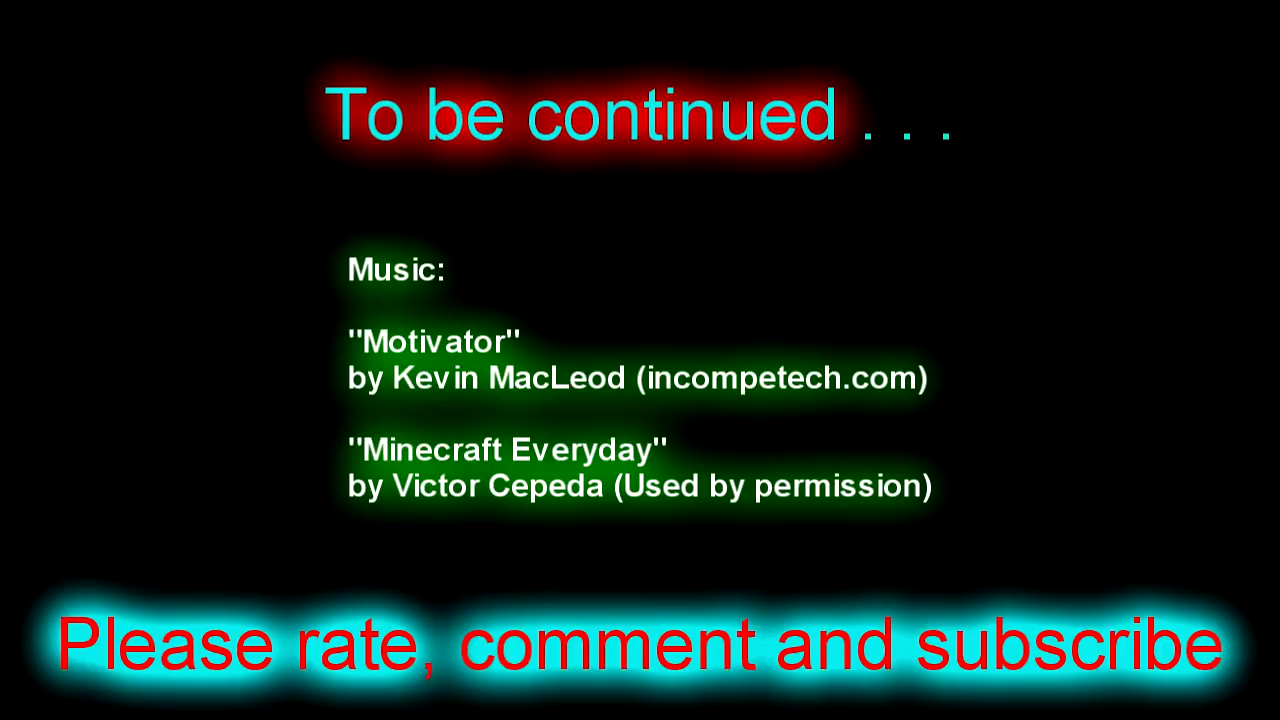 To be continued . . .
Music:
"Motivator"
by Kevin MacLeod (incompetech.com)
"Minecraft Everyday"
by Victor Cepeda (Used by permission)
Please rate, comment and subscribe